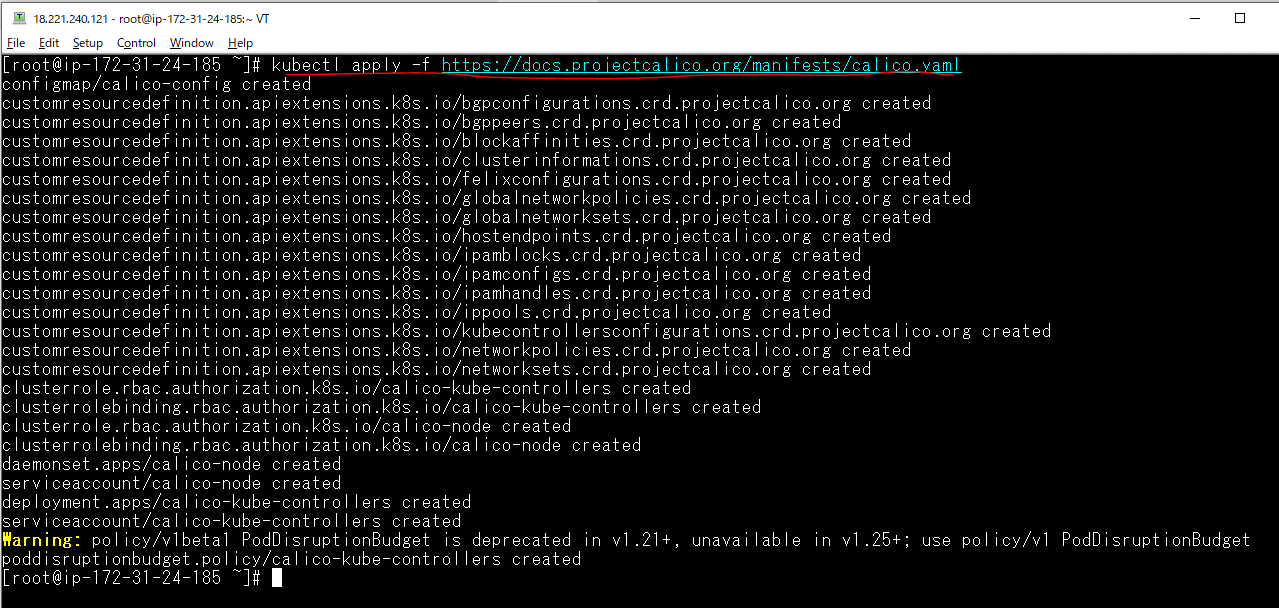 18.221.240.121 - root@ip-172-31-24-185:~ VT
File Edit Setup Control Window Help
[root@ip-172-31-24-185 ~]# kubectl apply -f https://docs.projectcalico.org/manifests/calico.yaml
configmap/calico-config created
customresourcedefinition.apiextensions.k8s.io/bgpconfigurations.crd.projectcalico.org created
customresourcedefinition.apiextensions.k8s.io/bgppeers.crd.projectcalico.org created
customresourcedefinition.apiextensions.k8s.io/blockaffinities.crd.projectcalico.org created
customresourcedefinition.apiextensions.k8s.io/clusterinformations.crd.projectcalico.org created
customresourcedefinition.apiextensions.k8s.io/felixconfigurations.crd.projectcalico.org created
customresourcedefinition.apiextensions.k8s.io/globalnetworkpolicies.crd.projectcalico.org created
customresourcedefinition.apiextensions.k8s.io/globalnetworksets.crd.projectcalico.org created
customresourcedefinition.apiextensions.k8s.io/hostendpoints.crd.projectcalico.org created
customresourcedefinition.apiextensions.k8s.io/ipamblocks.crd.projectcalico.org created
customresourcedefinition.apiextensions.k8s.io/ipamconfigs.crd.projectcalico.org created
customresourcedefinition.apiextensions.k8s.io/ipamhandles.crd.projectcalico.org created
customresourcedefinition.apiextensions.k8s.io/ippools.crd.projectcalico.org created
customresourcedefinition.apiextensions.k8s.io/kubecontrollersconfigurations.crd.projectcalico.org created
customresourcedefinition.apiextensions.k8s.io/networkpolicies.crd.projectcalico.org created
customresourcedefinition.apiextensions.k8s.io/networksets.crd.projectcalico.org created
clusterrole.rbac.authorization.k8s.io/calico-kube-controllers created
clusterrolebinding.rbac.authorization.k8s.io/calico-kube-controllers created
clusterrole.rbac.authorization.k8s.io/calico-node created
clusterrolebinding.rbac.authorization.k8s.io/calico-node created
daemonset.apps/calico-node created
serviceaccount/calico-node created
deployment.apps/calico-kube-controllers created
serviceaccount/calico-kube-controllers created
Warning: policy/v1beta1 PodDisruptionBudget is deprecated in v1.21+, unavailable in v1.25+; use policy/v1 PodDisruptionBudget
poddisruptionbudget.policy/calico-kube-controllers created
[root@ip-172-31-24-185 ~]#